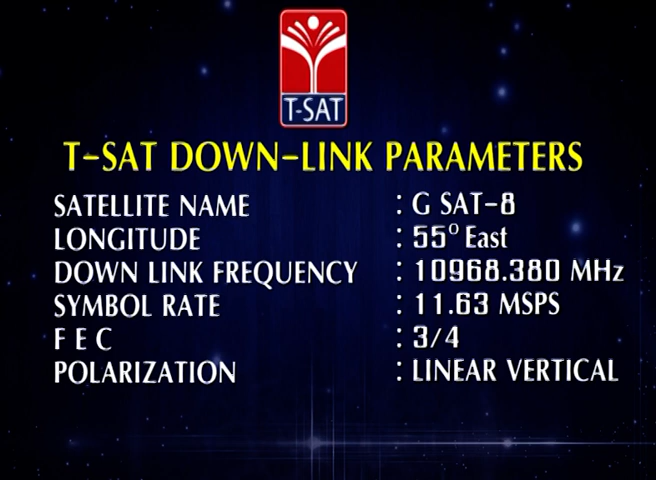 T-SAT
T-SAT DOWN-LINK PARAMETERS
SATELLITE NAME : G SAT-8
LONGITUDE : 55° East
DOWN LINK FREQUENCY : 10968.380 MHz
SYMBOL RATE : 11.63 MSPS
F E C : 3/4
POLARIZATION : LINEAR VERTICAL